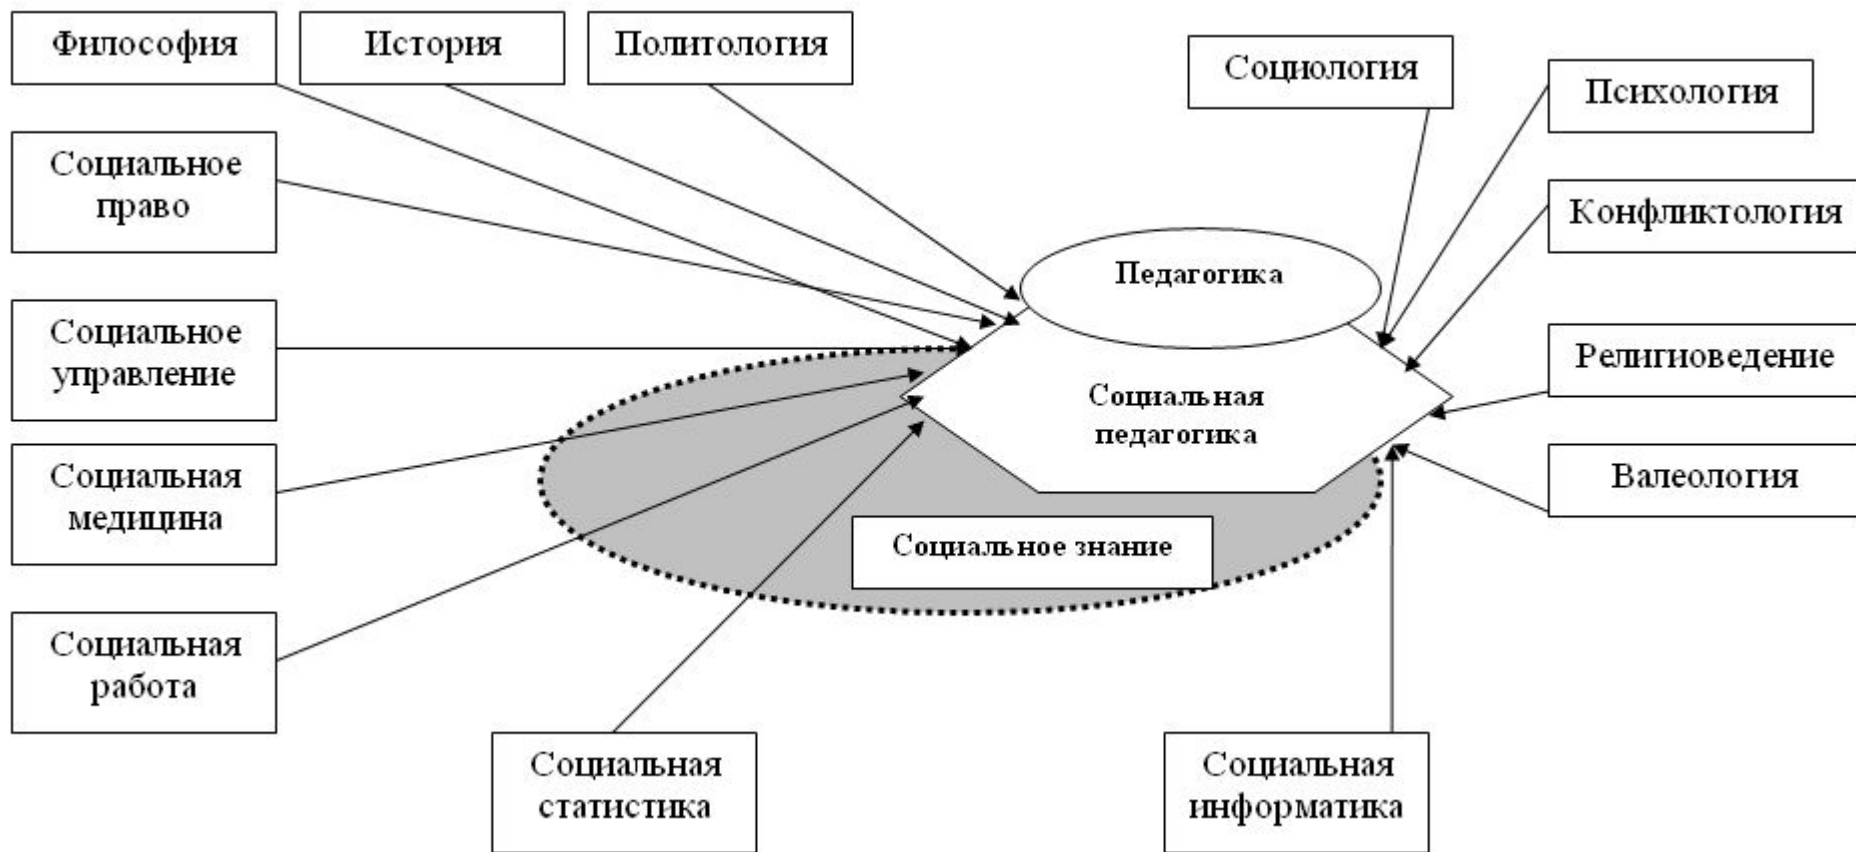 Философия
История
Политология
Социология
Психология
Социальное
право
Конфликтология
Педагогика
Социальное
управление
Религиоведение
Социальная
педагогика
Социальная
медицина
Валеология
Социальное знание
Социальная
работа
Социальная
статистика
Социальная
информатика